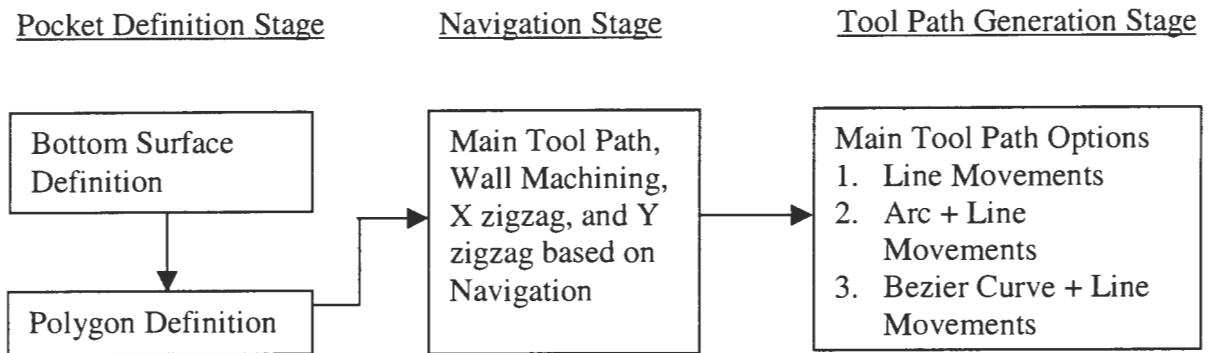 Pocket Definition Stage
Navigation Stage
Tool Path Generation Stage
Bottom Surface
Definition
Polygon Definition
Main Tool Path,
Wall Machining,
X zigzag, and Y
zigzag based on
Navigation
Main Tool Path Options
1. Line Movements
2. Arc + Line
Movements
3. Bezier Curve + Line
Movements